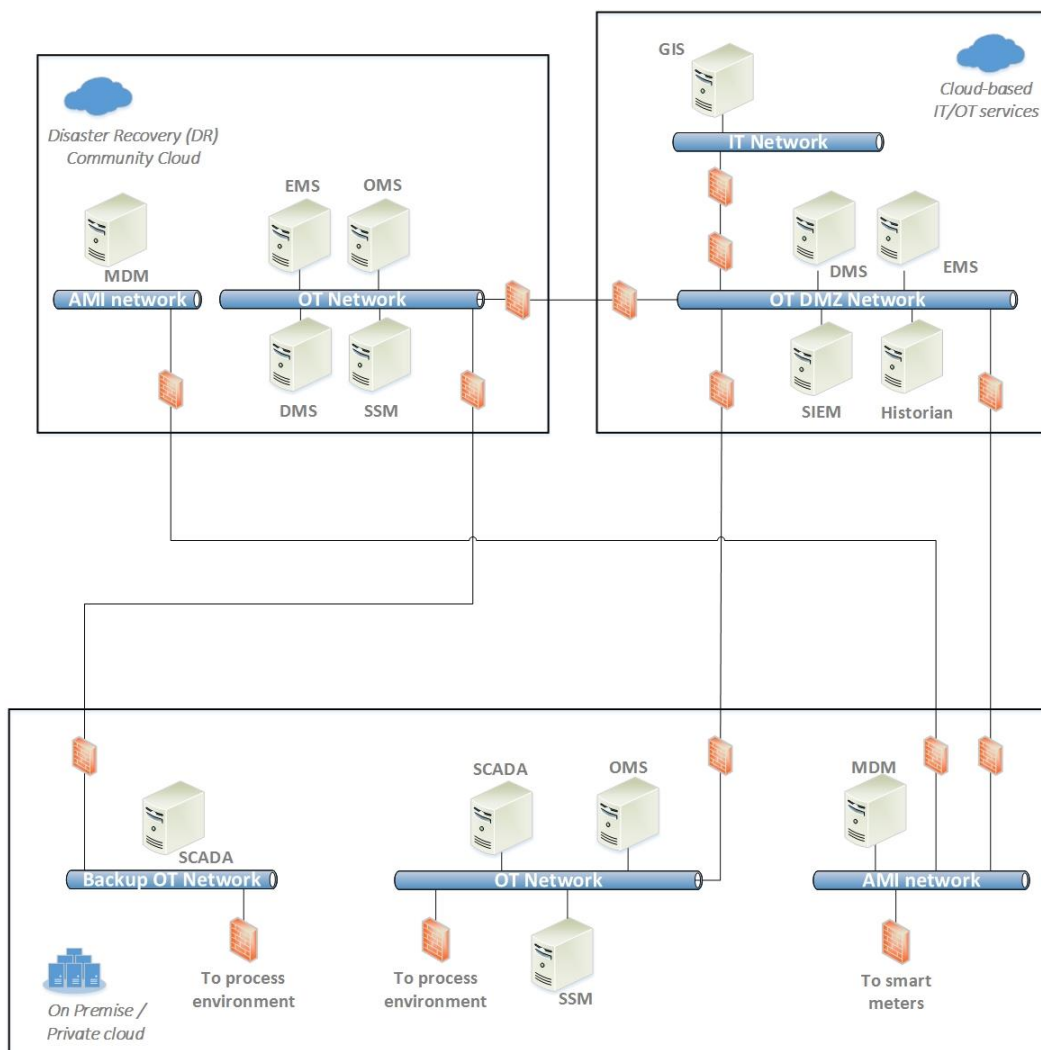 GIS
Cloud-based
IT/OT services
Disaster Recovery (DR)
Community Cloud
IT Network
EMS
OMS
MDM
DMS
EMS
AMI network
OT Network
OT DMZ Network
DMS
SSM
SIEM
Historian
SCADA
OMS
MDM
SCADA
Backup OT Network
OT Network
AMI network
To process
environment
To process
environment
SSM
To smart
meters
On Premise /
Private cloud